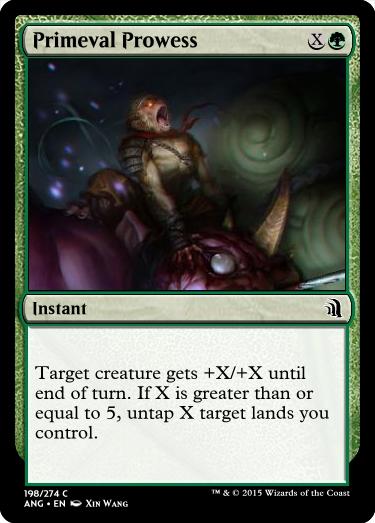 Primeval Prowess X
Instant
Target creature gets +X/+X until
end of turn. If X is greater than or
equal to 5, untap X target lands you
control.
198/274 C
ANG • EN Xin Wang
™ & © 2015 Wizards of the Coast